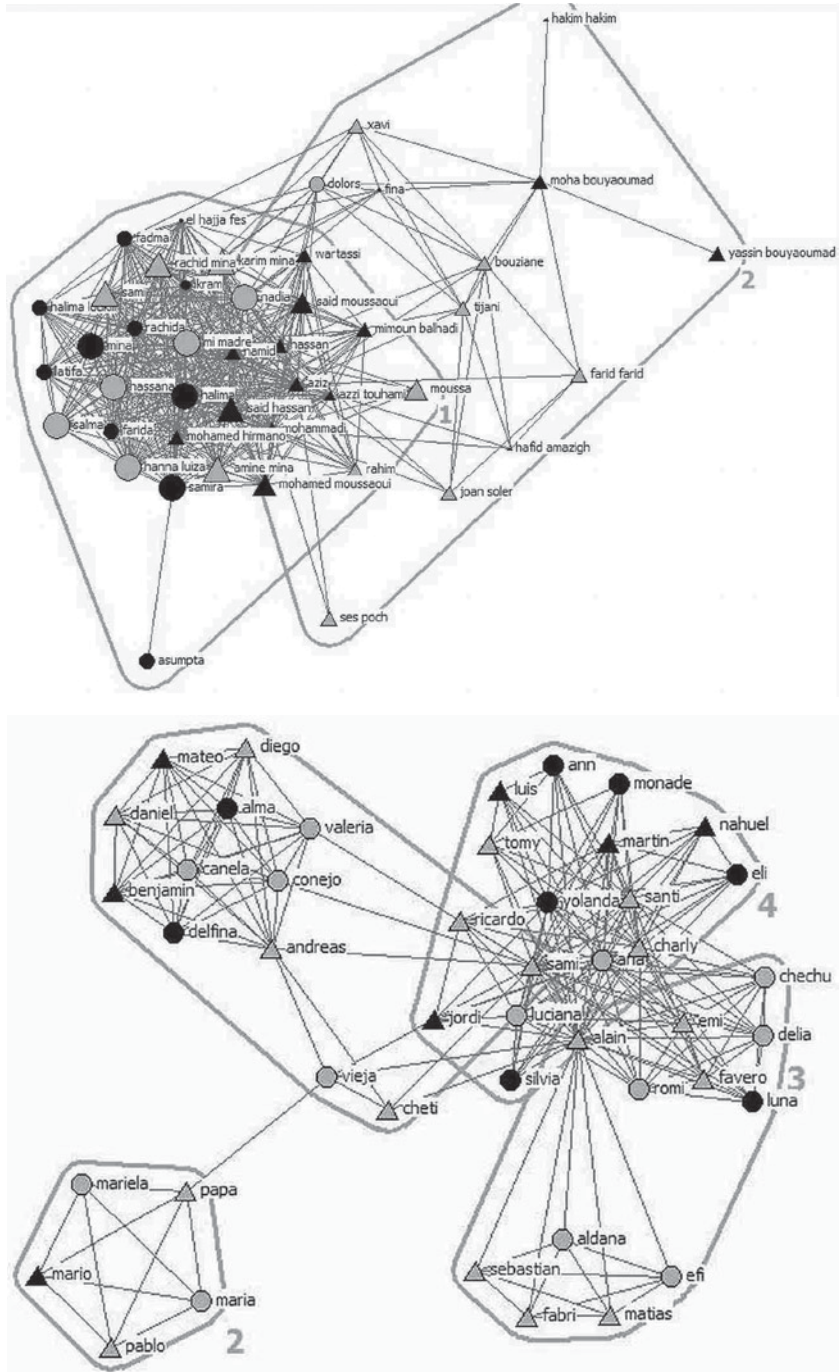 hakim hakim
xavi
dolors
fina
moha bouyaoumad
el hajja fes
fadma
wartassi
yassin bouyaoumad
2
rachid mina
karim mina
bouziane
ikram
sami
nadia
said moussaoui
tijani
halima
rachida
mimoun balhadi
amina
mi madre
hamid
hassan
latifa
hassana
aziz
moussa
farid farid
halima
azzi touhami
1
salma
farida
said hassan
mohamed hirmano
mohammadi
hafid amazigh
hanna luiza
amine mina
rahim
samira
mohamed moussaoui
joan soler
ses poch
asumpta
mateo
diego
ann
monade
luis
daniel
alma
valeria
tomy
martin
nahuel
canela
conejo
eli
benjamin
yolanda
santi
4
delfina
andreas
ricardo
charly
sami
chechu
luciana
emi
jordi
alain
delia
vieja
silvia
romi
favero
3
cheti
luna
mariela
papa
aldana
sebastian
efi
mario
maria
fabri
matias
pablo
2